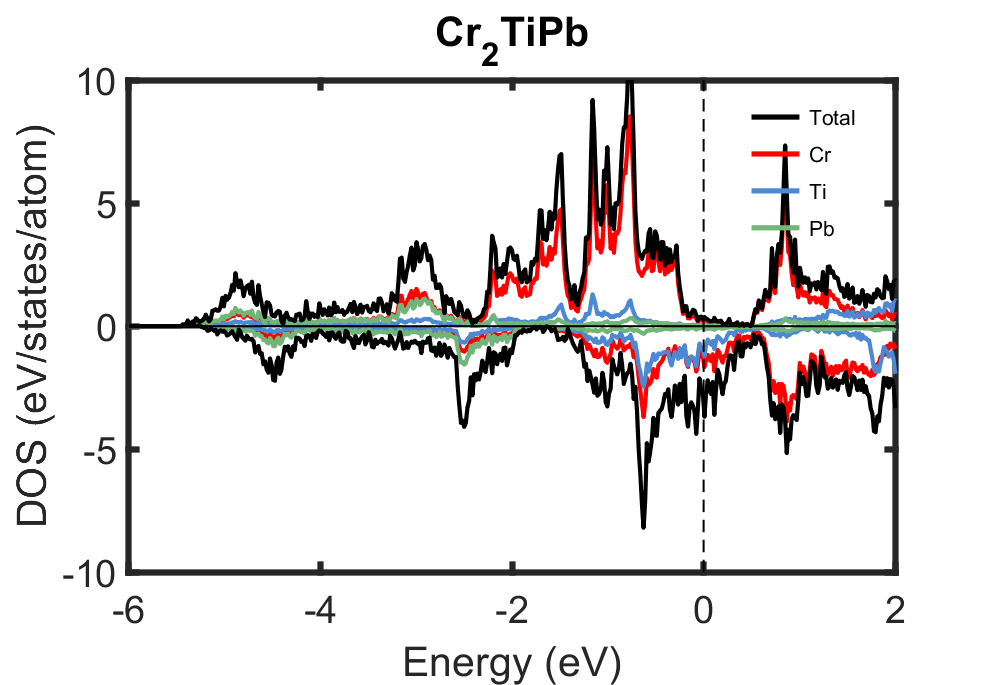 Cr2TiPb
10
5
0
-5
-10
DOS (eV/states/atom)
Total
Cr
Ti
Pb
-6 -4 -2 0 2
Energy (eV)